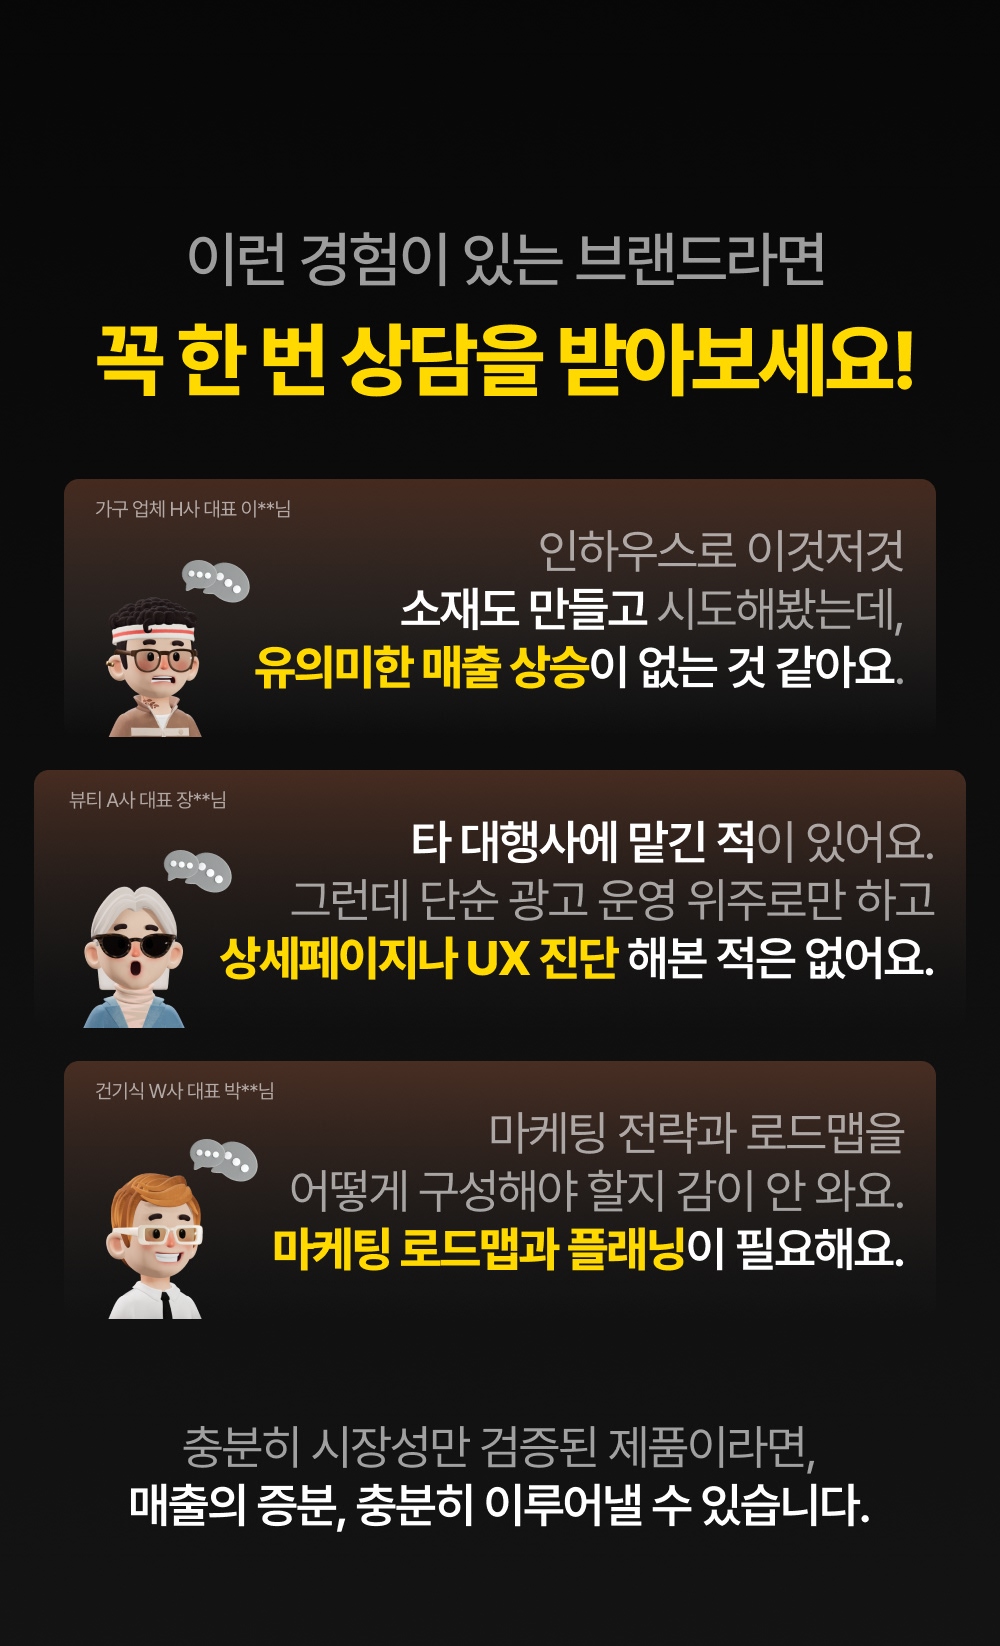 이런 경험이 있는 브랜드라면
꼭 한 번 상담을 받아보세요!
가구 업체 H사 대표 이**님
인하우스로 이것저것
소재도 만들고 시도해봤는데,
유의미한 매출 상승이 없는 것 같아요.
뷰티 A사 대표 장**님
타 대행사에 맡긴 적이 있어요.
그런데 단순 광고 운영 위주로만 하고
상세페이지나 UX 진단 해본 적은 없어요.
건기식 W사 대표 박**님
마케팅 전략과 로드맵을
어떻게 구성해야 할지 감이 안 와요.
마케팅 로드맵과 플래닝이 필요해요.
충분히 시장성만 검증된 제품이라면,
매출의 증분, 충분히 이루어낼 수 있습니다.